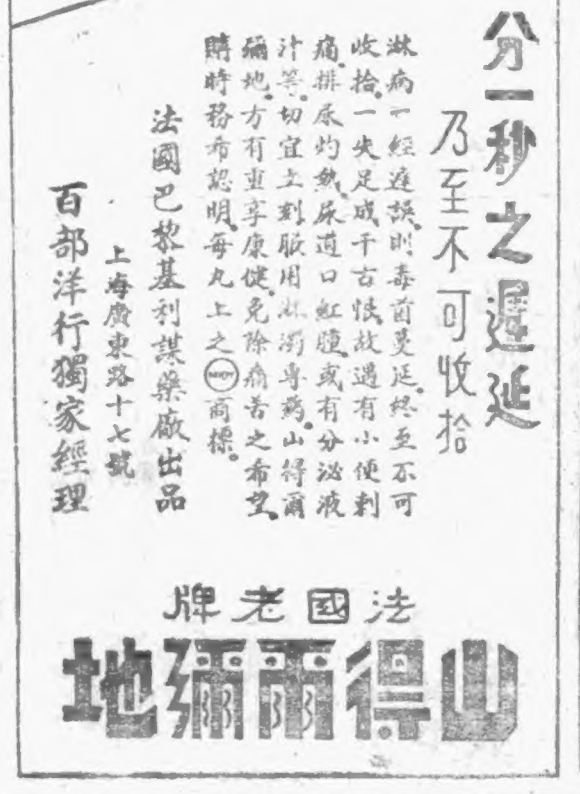 分一秒之遲延
乃至不可收拾
淋病一經遲誤。則毒菌蔓延。終至不可
收拾。一失足成千古恨。故遇有小便刺
痛。排尿灼熱。尿道口紅腫。或有分泌液
汁等。切宜立刻服用淋濁專藥。山得爾
彌地。方有重享康健。免除痛苦之希望。
購時務希認明。每丸上之MIDY商標。
法國巴黎基利謀藥廠出品
上海廣東路十七號
百部洋行獨家經理
法國老牌
山得爾彌地